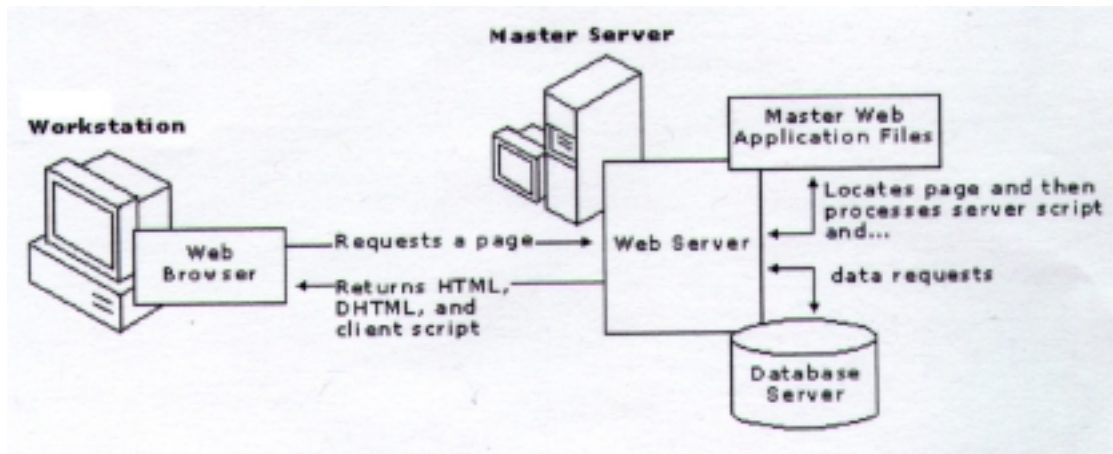 Master Server
Workstation
Master Web
Application Files
Locates page and then
processes server script
and...
Requests a page
Web Server
Web
Browser
Returns HTML,
DHTML, and
client script
data requests
Database
Server